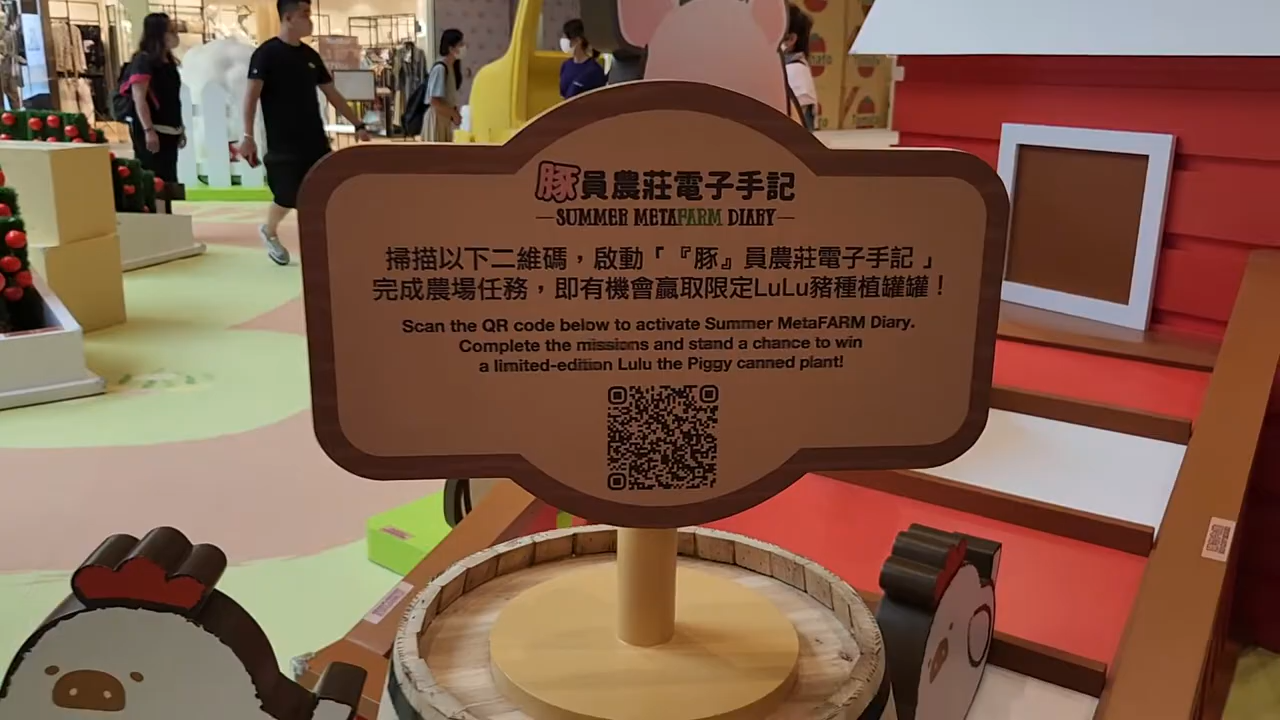 豚員農莊電子手記
SUMMER METAFARM DIARY
掃描以下二維碼，啟動「『豚』員農莊電子手記 」
完成農場任務，即有機會贏取限定LuLu豬種植罐罐！
Scan the QR code below to activate Summer MetaFARM Diary.
Complete the missions and stand a chance to win
a limited-edition Lulu the Piggy canned plant!